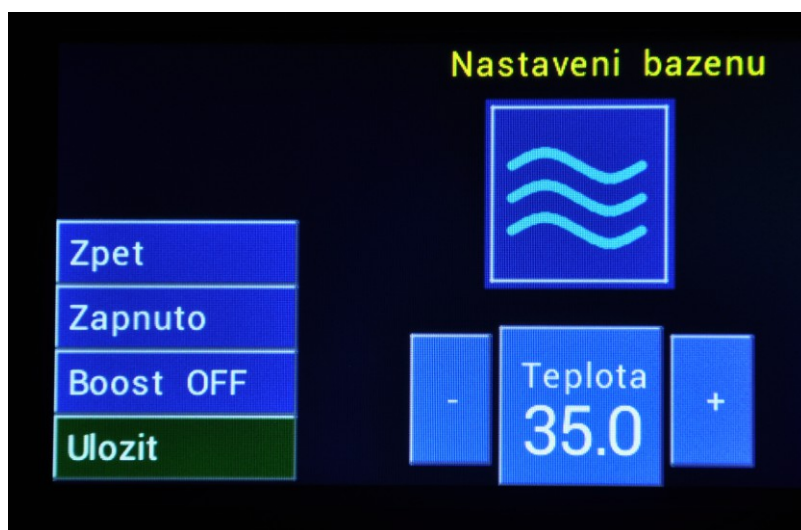 Nastaveni bazenu
Zpet
Zapnuto
Boost OFF
Ulozit
-
Teplota
35.0
+